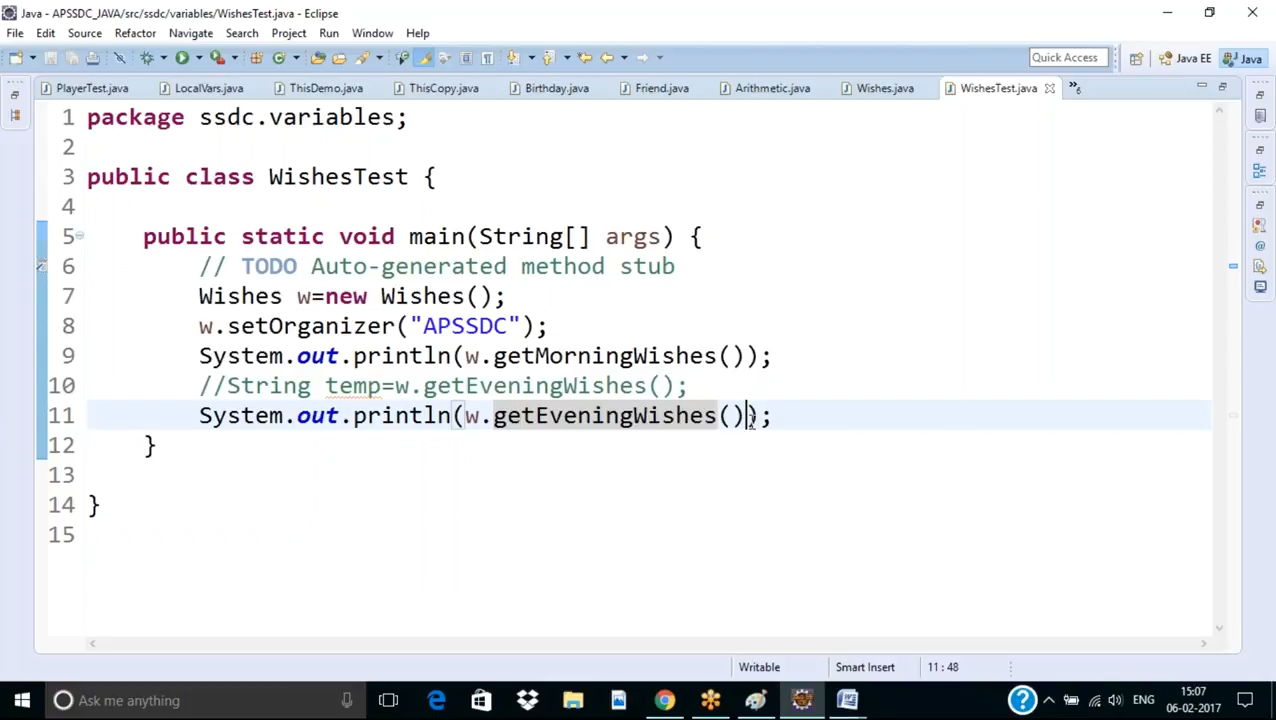 Java - APSSDC_JAVA/src/ssdc/variables/WishesTest.java - Eclipse
File Edit Source Refactor Navigate Search Project Run Window Help
Quick Access Java EE Java
PlayerTest.java LocalVars.java ThisDemo.java ThisCopy.java Birthday.java Friend.java Arithmetic.java Wishes.java WishesTest.java »6
1 package ssdc.variables;
2
3 public class WishesTest {
4
5 public static void main(String[] args) {
6 // TODO Auto-generated method stub
7 Wishes w=new Wishes();
8 w.setOrganizer("APSSDC");
9 System.out.println(w.getMorningWishes());
10 //String temp=w.getEveningWishes();
11 System.out.println(w.getEveningWishes());
12 }
13
14 }
15
Writable Smart Insert 11 : 48
Ask me anything ENG 15:07
06-02-2017